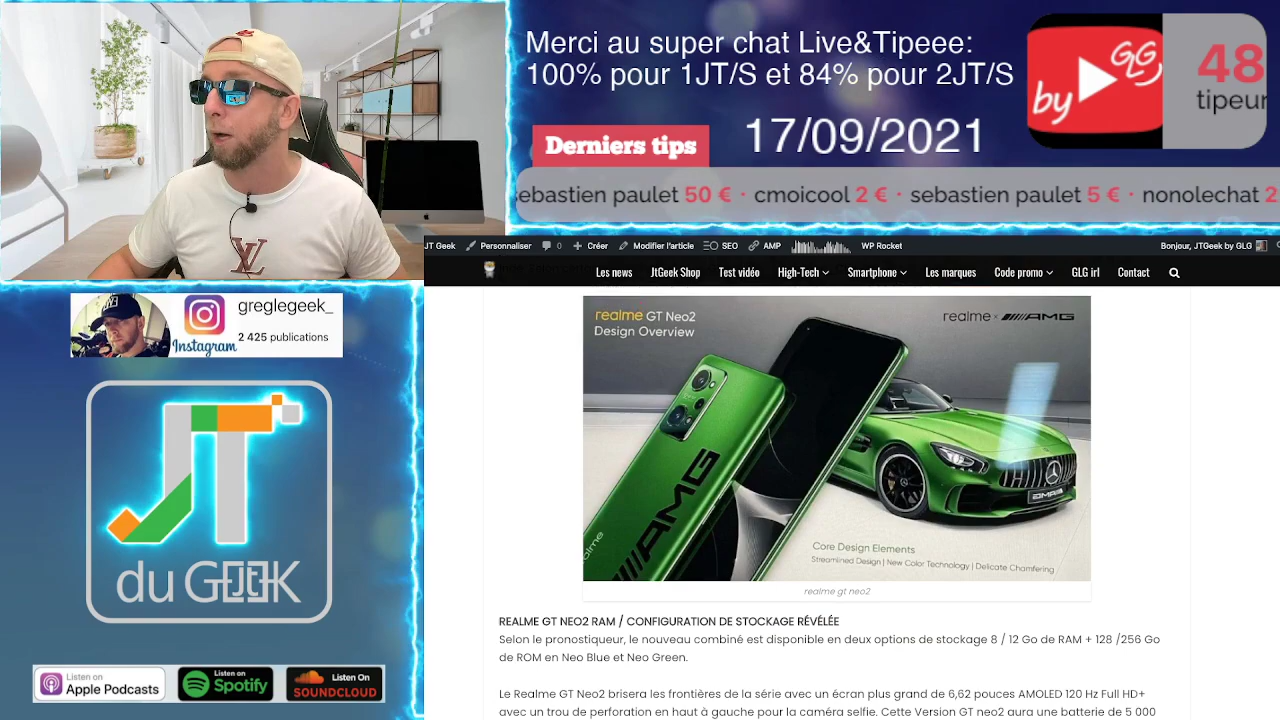 Merci au super chat Live&Tipeee:
100% pour 1JT/S et 84% pour 2JT/S
by GLG
48
tipeur
Derniers tips
17/09/2021
sebastien paulet 50 € · cmoicool 2 € · sebastien paulet 5 € · nonolechat 2
JT Geek Personnaliser 0 Créer Modifier l'article SEO AMP WP Rocket Bonjour, JTGeek by GLG
Les news JtGeek Shop Test vidéo High-Tech Smartphone Les marques Code promo GLG irl Contact
greglegeek_
Instagram
2 425 publications
JT
du GEEK
Listen on
Apple Podcasts
Listen on
Spotify
Listen On
SOUNDCLOUD
realme GT Neo2
Design Overview
realme × AMG
AMG
realme
Core Design Elements
Streamlined Design | New Color Technology | Delicate Chamfering
realme gt neo2
REALME GT NEO2 RAM / CONFIGURATION DE STOCKAGE RÉVÉLÉE
Selon le pronostiqueur, le nouveau combiné est disponible en deux options de stockage 8 / 12 Go de RAM + 128 /256 Go
de ROM en Neo Blue et Neo Green.
Le Realme GT Neo2 brisera les frontières de la série avec un écran plus grand de 6,62 pouces AMOLED 120 Hz Full HD+
avec un trou de perforation en haut à gauche pour la caméra selfie. Cette Version GT neo2 aura une batterie de 5 000